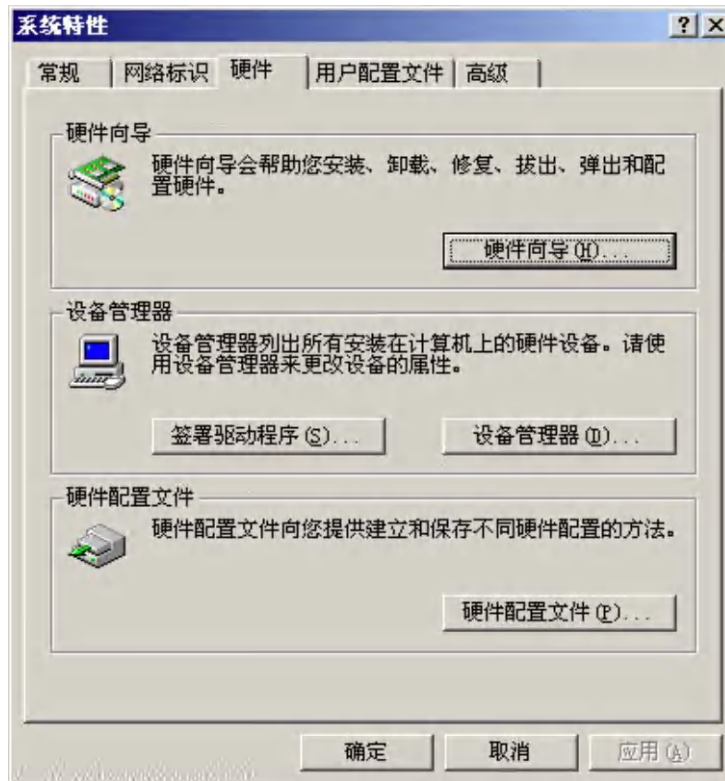 系统特性
常规 网络标识 硬件 用户配置文件 高级
硬件向导
硬件向导会帮助您安装、卸载、修复、拔出、弹出和配
置硬件。
硬件向导(H)...
设备管理器
设备管理器列出所有安装在计算机上的硬件设备。请使
用设备管理器来更改设备的属性。
签署驱动程序(S)... 设备管理器(D)...
硬件配置文件
硬件配置文件向您提供建立和保存不同硬件配置的方法。
硬件配置文件(P)...
确定 取消 应用(A)